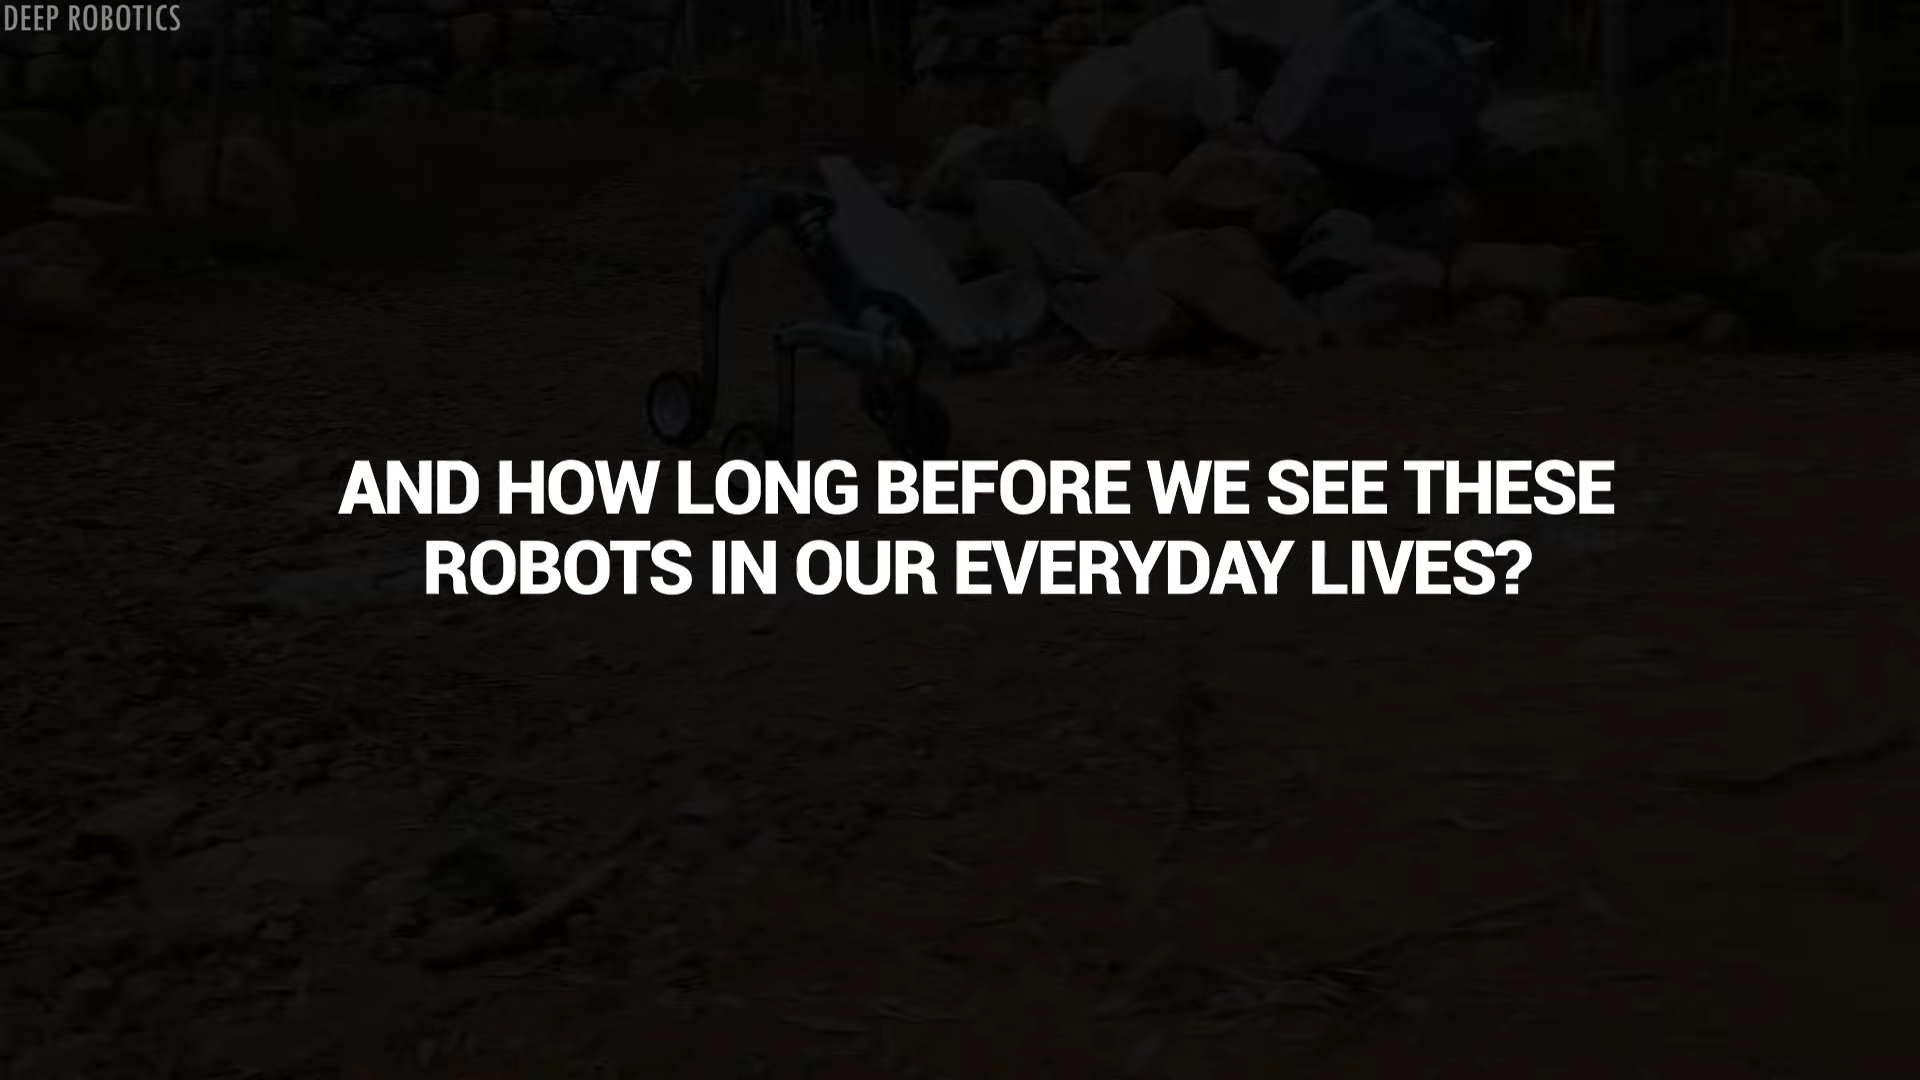 DEEP ROBOTICS
AND HOW LONG BEFORE WE SEE THESE
ROBOTS IN OUR EVERYDAY LIVES?